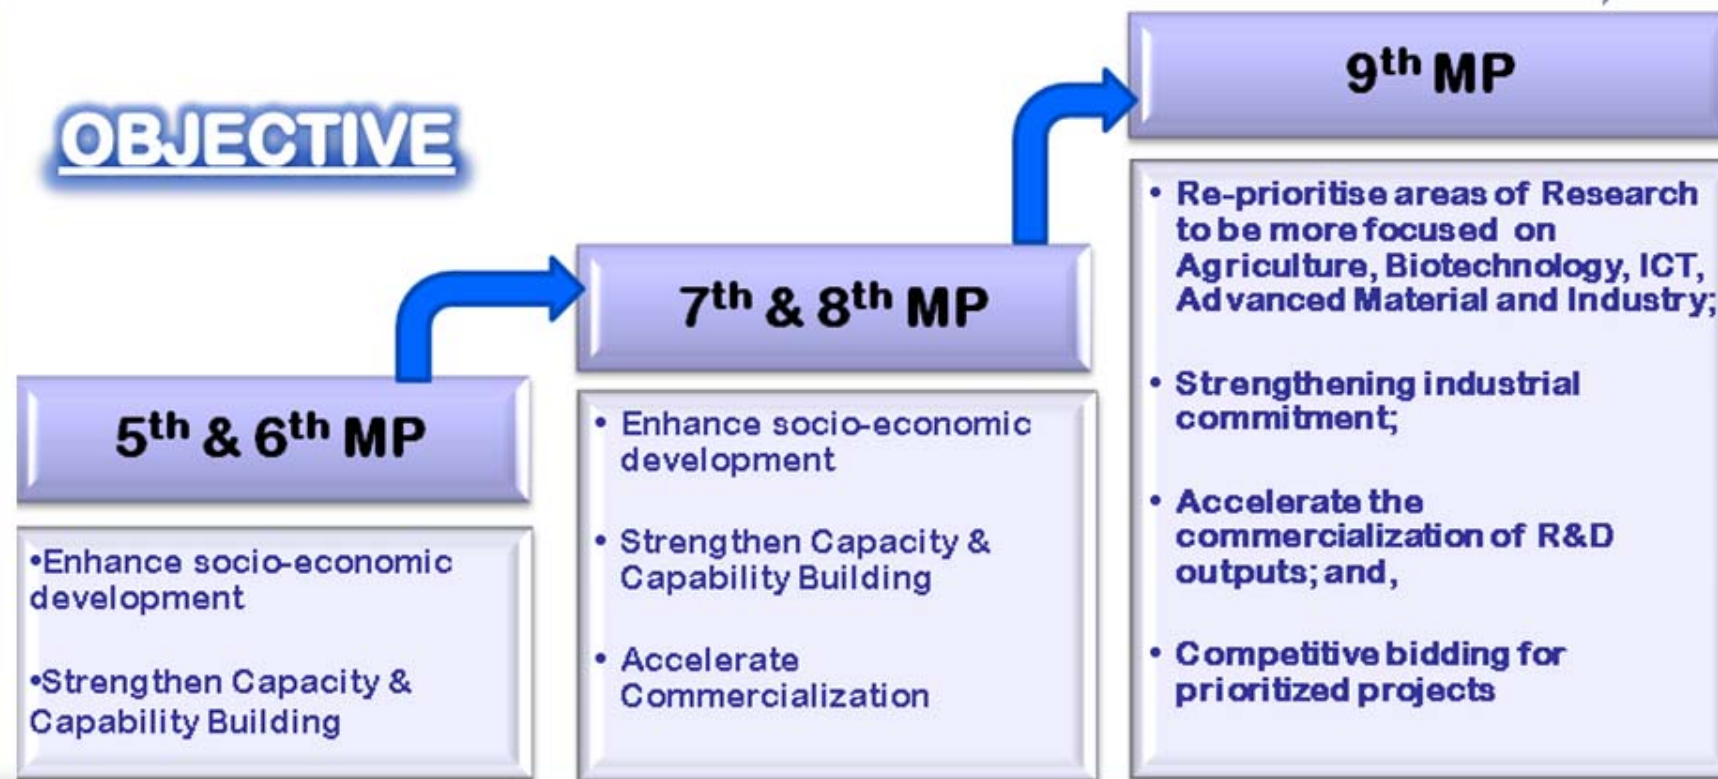 OBJECTIVE
5th & 6th MP
•Enhance socio-economic
development
•Strengthen Capacity &
Capability Building
7th & 8th MP
• Enhance socio-economic
development
• Strengthen Capacity &
Capability Building
• Accelerate
Commercialization
9th MP
• Re-prioritise areas of Research
to be more focused on
Agriculture, Biotechnology, ICT,
Advanced Material and Industry;
• Strengthening industrial
commitment;
• Accelerate the
commercialization of R&D
outputs; and,
• Competitive bidding for
prioritized projects